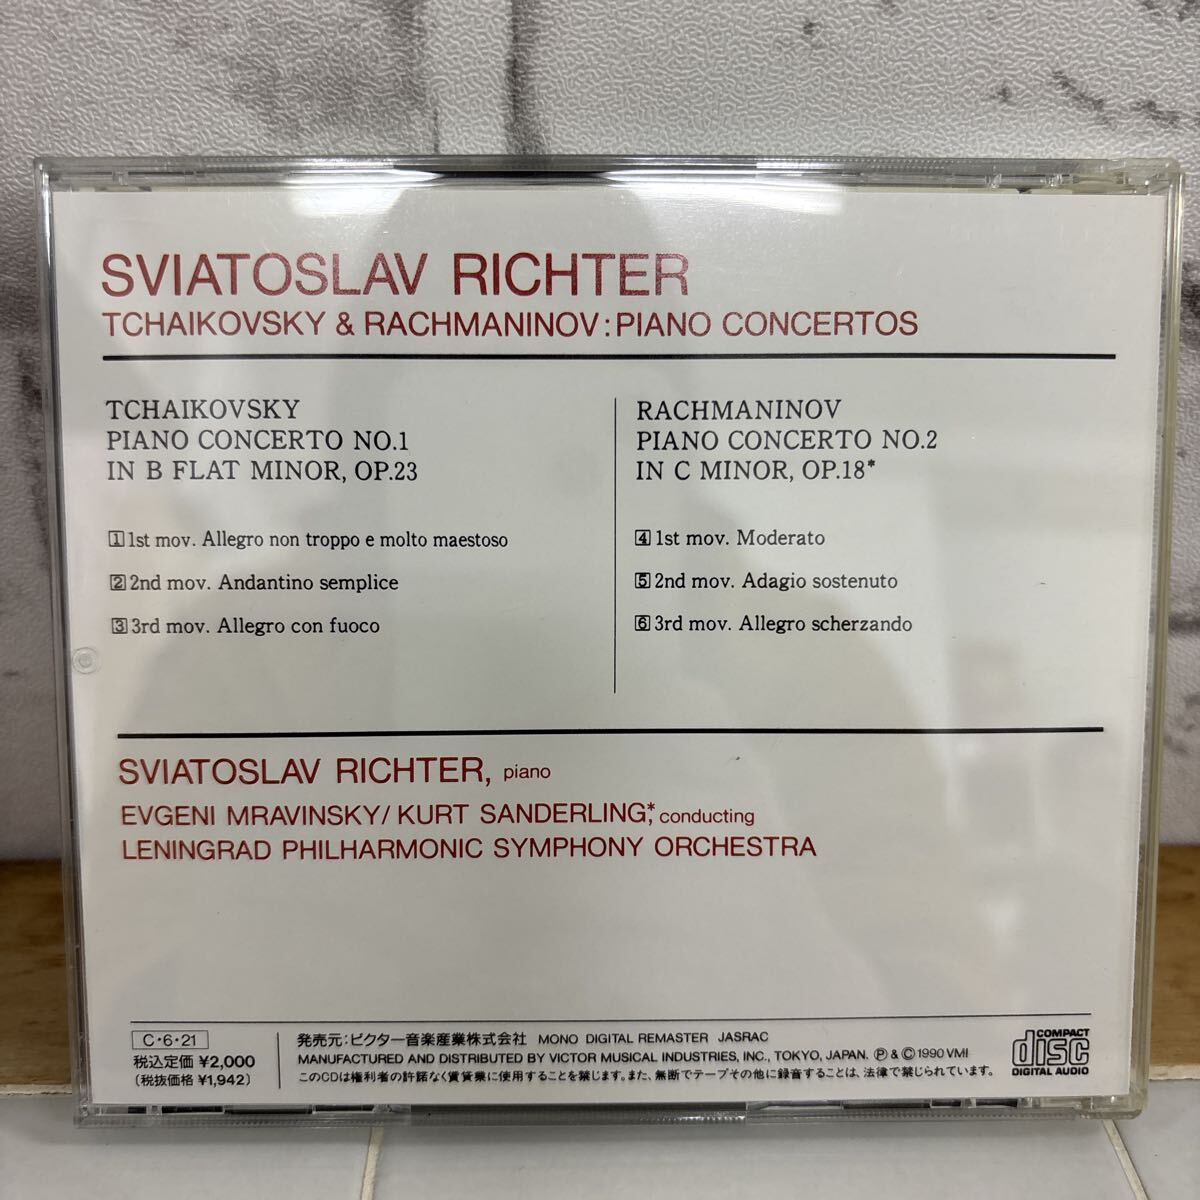 SVIATOSLAV RICHTER
TCHAIKOVSKY & RACHMANINOV: PIANO CONCERTOS
TCHAIKOVSKY
PIANO CONCERTO NO.1
IN B FLAT MINOR, OP.23
1 1st mov. Allegro non troppo e molto maestoso
2 2nd mov. Andantino semplice
3 3rd mov. Allegro con fuoco
RACHMANINOV
PIANO CONCERTO NO.2
IN C MINOR, OP.18*
4 1st mov. Moderato
5 2nd mov. Adagio sostenuto
6 3rd mov. Allegro scherzando
SVIATOSLAV RICHTER, piano
EVGENI MRAVINSKY/KURT SANDERLING*, conducting
LENINGRAD PHILHARMONIC SYMPHONY ORCHESTRA
C・6・21
税込定価 ¥2,000
(税抜価格 ¥1,942)
発売元:ビクター音楽産業株式会社 MONO DIGITAL REMASTER JASRAC
MANUFACTURED AND DISTRIBUTED BY VICTOR MUSICAL INDUSTRIES, INC., TOKYO, JAPAN. Ⓟ & Ⓒ 1990 VMI
このCDは権利者の許諾なく賃貸業に使用することを禁じます。また、無断でテープその他に録音することは、法律で禁じられています。
COMPACT
disc
DIGITAL AUDIO